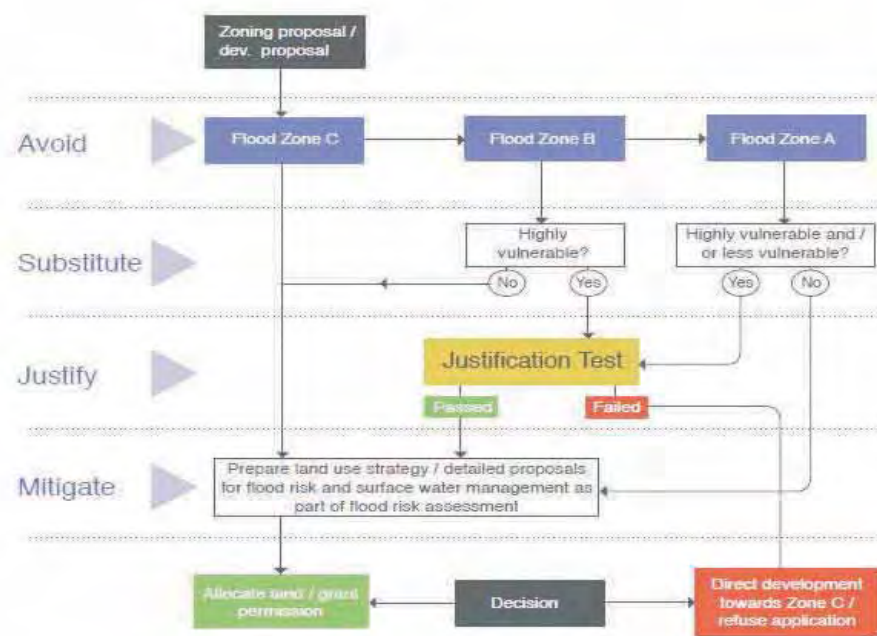 Zoning proposal /
dev. proposal
Avoid
Flood Zone C
Flood Zone B
Flood Zone A
Substitute
Highly
vulnerable?
Highly vulnerable and /
or less vulnerable?
No
Yes
Yes
No
Justify
Justification Test
Passed
Failed
Mitigate
Prepare land use strategy / detailed proposals
for flood risk and surface water management as
part of flood risk assessment
Allocate land / grant
permission
Decision
Direct development
towards Zone C /
refuse application